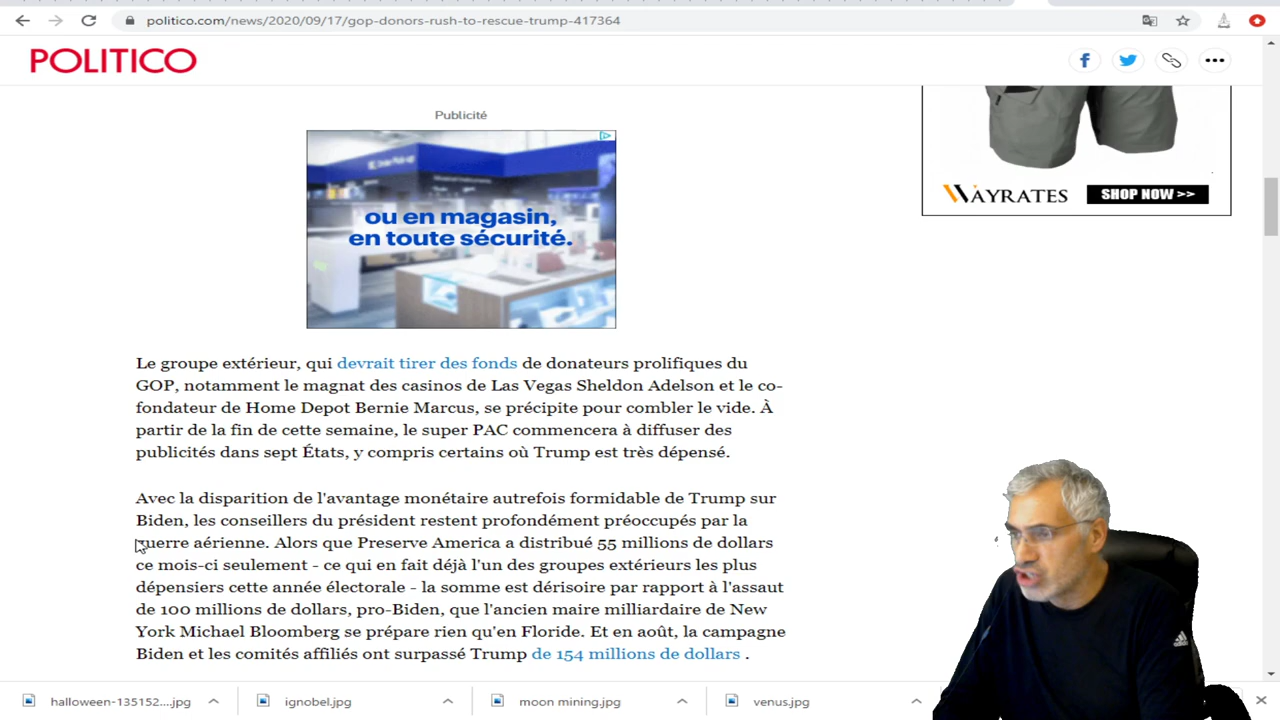 politico.com/news/2020/09/17/gop-donors-rush-to-rescue-trump-417364
POLITICO
Publicité
ou en magasin,
en toute sécurité.
WAYRATES SHOP NOW >>
Le groupe extérieur, qui devrait tirer des fonds de donateurs prolifiques du
GOP, notamment le magnat des casinos de Las Vegas Sheldon Adelson et le co-
fondateur de Home Depot Bernie Marcus, se précipite pour combler le vide. À
partir de la fin de cette semaine, le super PAC commencera à diffuser des
publicités dans sept États, y compris certains où Trump est très dépensé.
Avec la disparition de l'avantage monétaire autrefois formidable de Trump sur
Biden, les conseillers du président restent profondément préoccupés par la
guerre aérienne. Alors que Preserve America a distribué 55 millions de dollars
ce mois-ci seulement - ce qui en fait déjà l'un des groupes extérieurs les plus
dépensiers cette année électorale - la somme est dérisoire par rapport à l'assaut
de 100 millions de dollars, pro-Biden, que l'ancien maire milliardaire de New
York Michael Bloomberg se prépare rien qu'en Floride. Et en août, la campagne
Biden et les comités affiliés ont surpassé Trump de 154 millions de dollars .
halloween-135152....jpg
ignobel.jpg
moon mining.jpg
venus.jpg